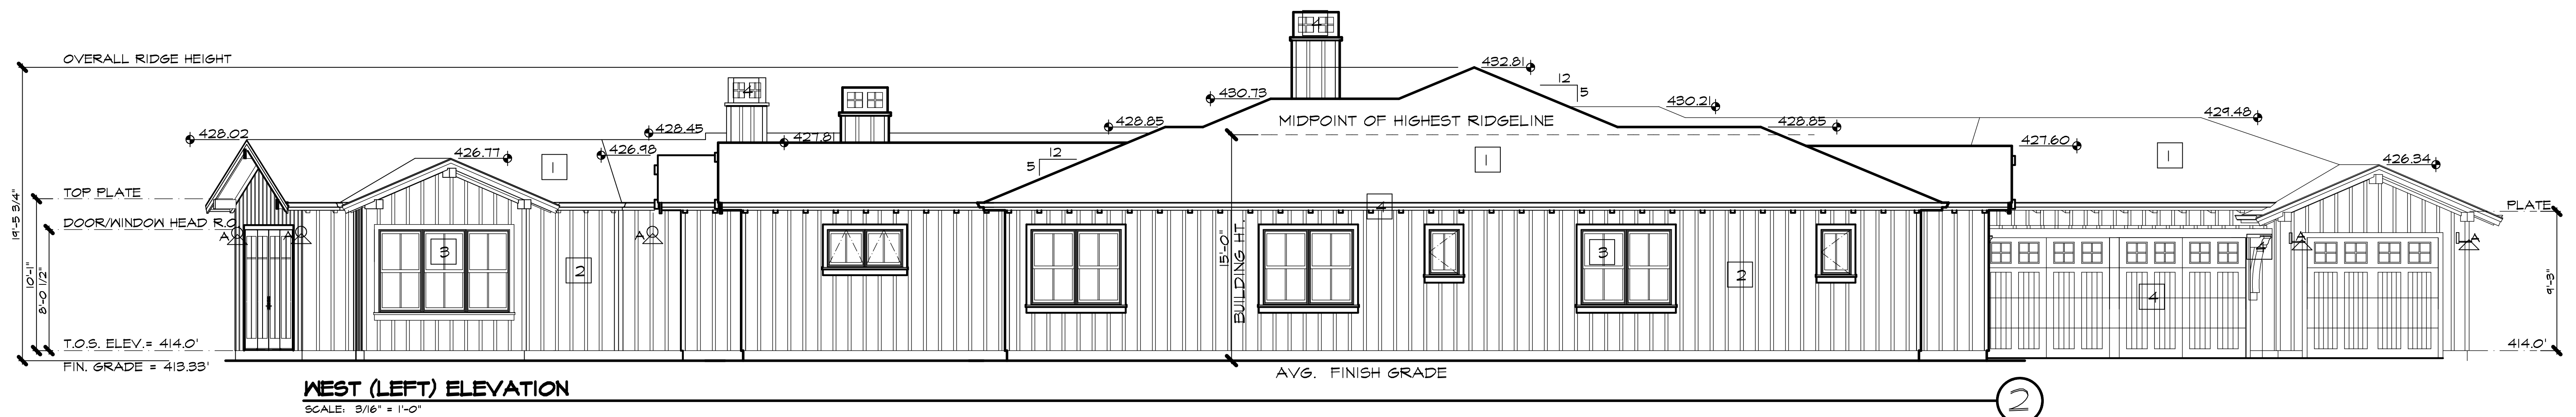 4
OVERALL RIDGE HEIGHT
432.81
12
5
430.73
430.21
4
429.48
428.02
428.45
427.81
428.85
MIDPOINT OF HIGHEST RIDGELINE
428.85
427.60
426.77
1
426.98
12
5
1
1
426.34
TOP PLATE
4
PLATE
DOOR/WINDOW HEAD R.O.
A
A
A
A
A
3
2
3
2
4
4
19'-5 3/4"
10'-1"
8'-0 1/2"
15'-0"
BUILDING HT.
9'-3"
T.O.S. ELEV.= 414.0'
414.0'
FIN. GRADE = 413.33'
AVG. FINISH GRADE
WEST (LEFT) ELEVATION
SCALE: 3/16" = 1'-0"
2